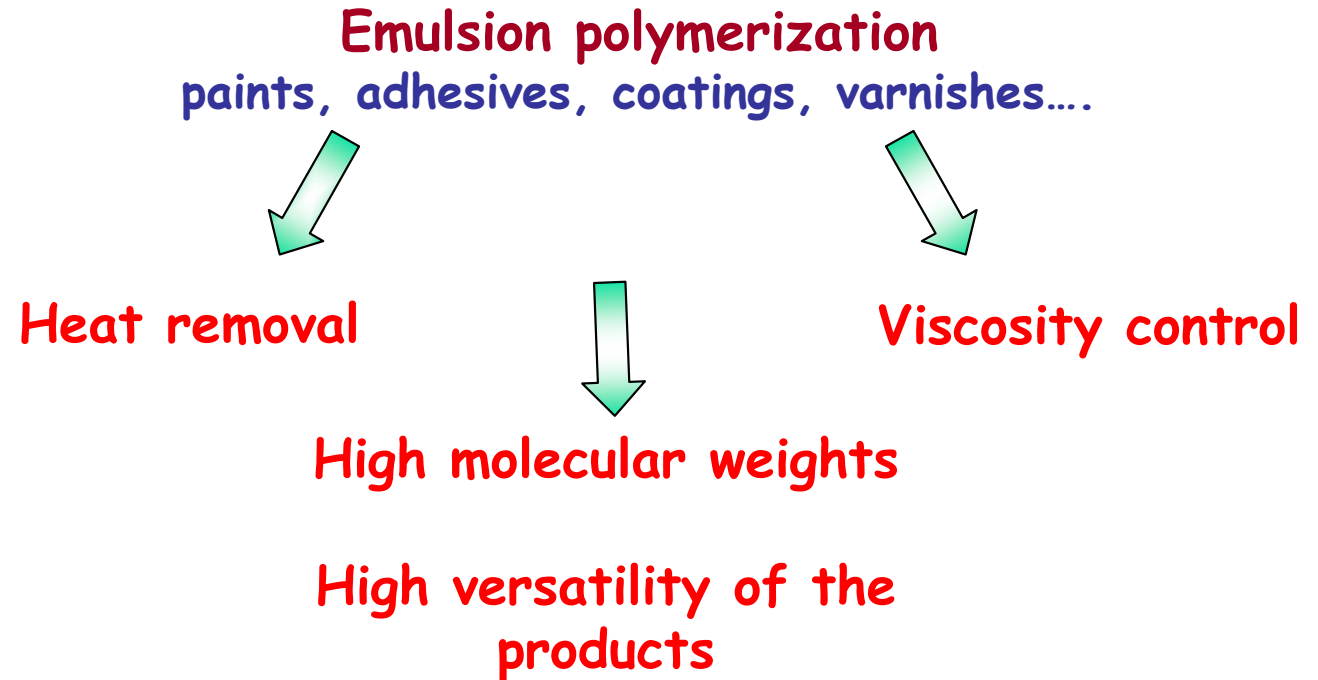 Emulsion polymerization
paints, adhesives, coatings, varnishes….
Heat removal
Viscosity control
High molecular weights
High versatility of the
products